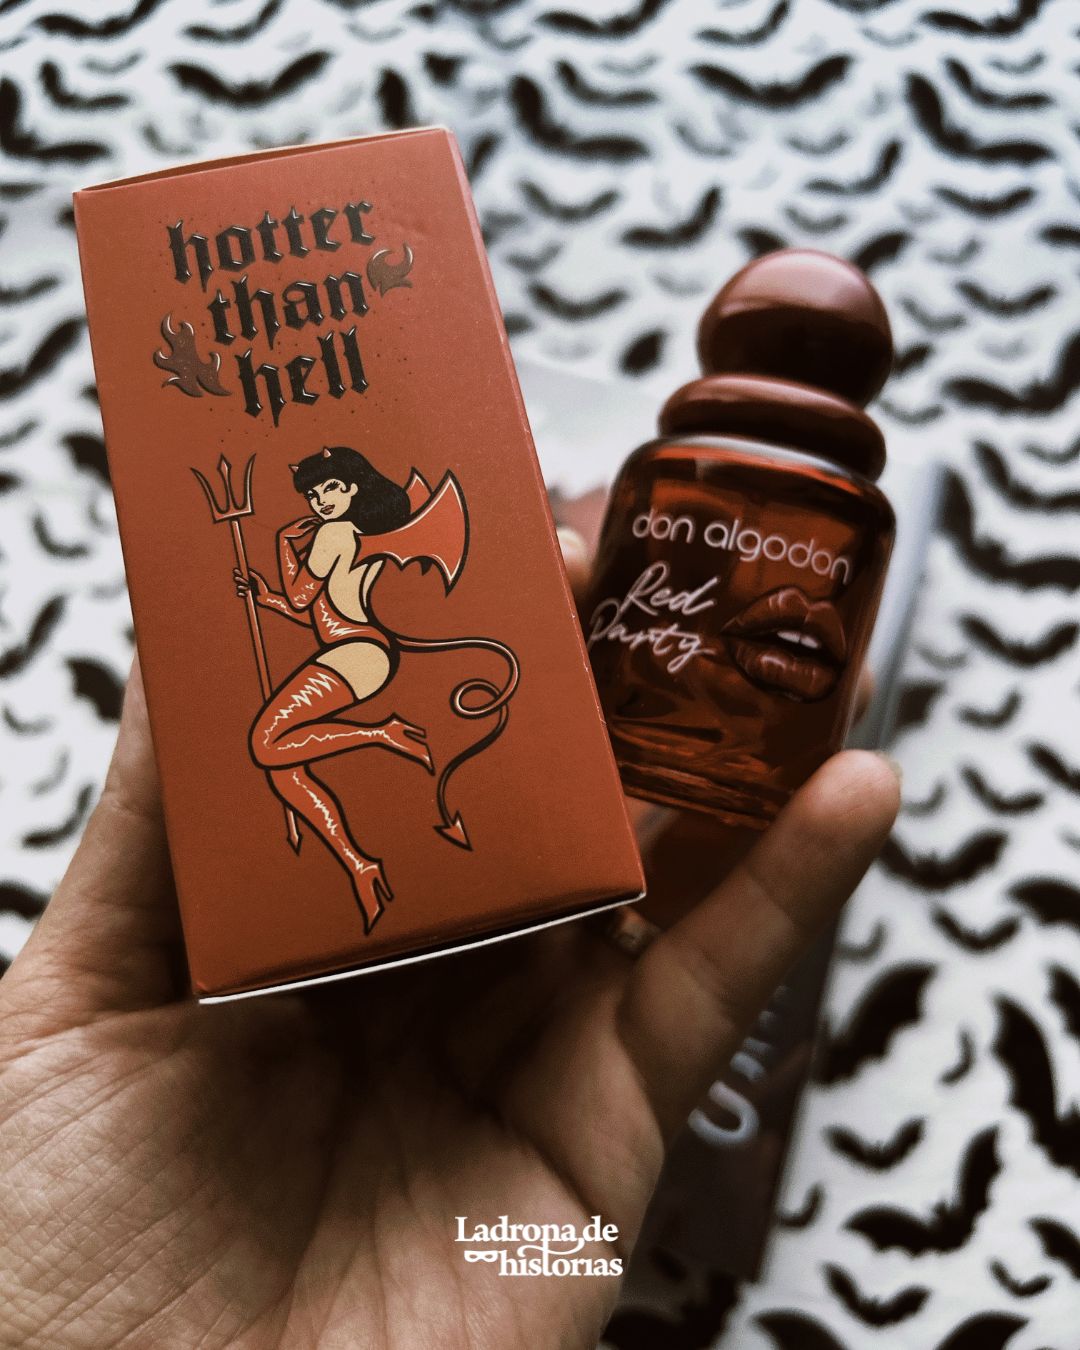 hotter
than
hell
don algodon
Red
Party
Ladrona de
historias